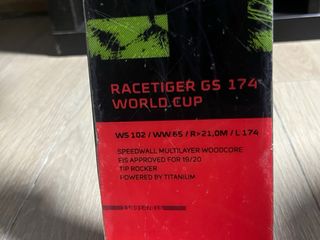 RACETIGER GS 174
WORLD CUP
WS 102 / WW 65 / R>21,0M / L 174
SPEEDWALL MULTILAYER WOODCORE
FIS APPROVED FOR 19/20
TIP ROCKER
POWERED BY TITANIUM